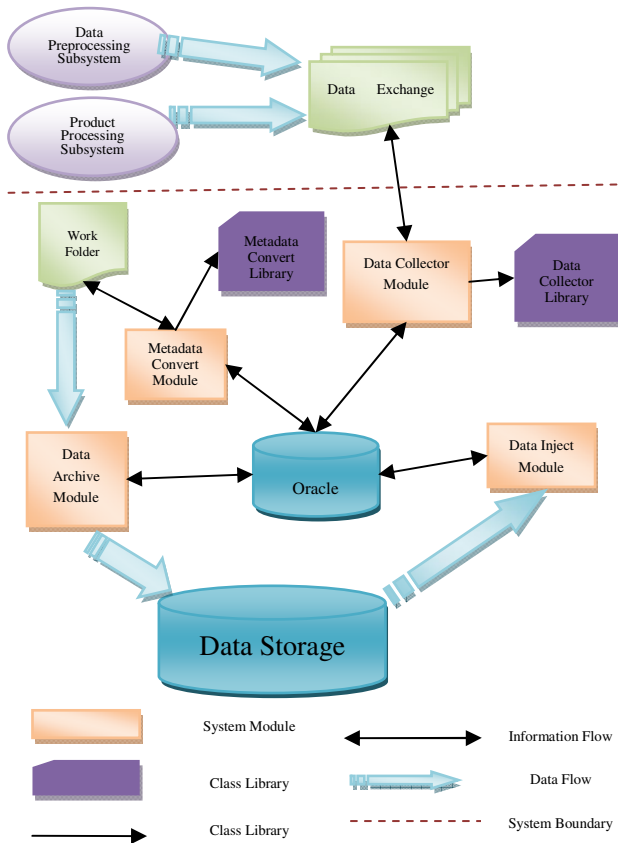 Data
Preprocessing
Subsystem
Data Exchange
Product
Processing
Subsystem
Work
Folder
Metadata
Convert
Library
Data Collector
Module
Data
Collector
Library
Metadata
Convert
Module
Data
Archive
Module
Oracle
Data Inject
Module
Data Storage
System Module
Information Flow
Class Library
Data Flow
Class Library
System Boundary